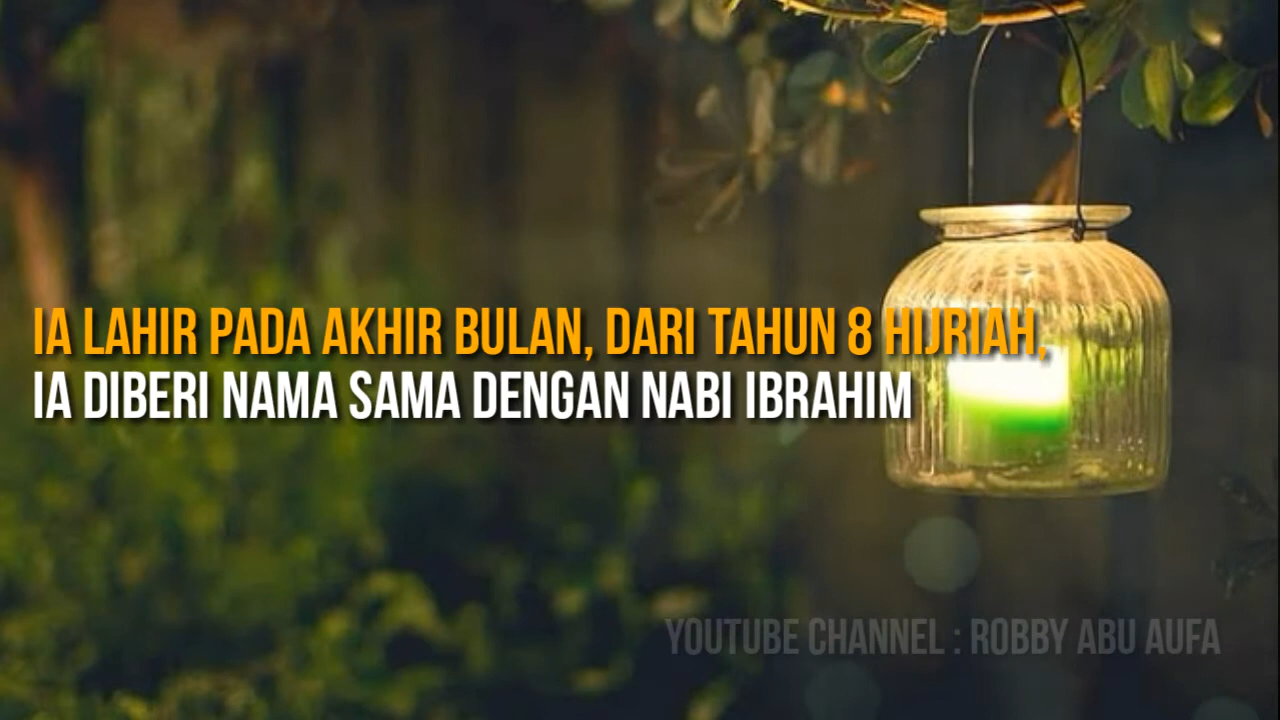 IA LAHIR PADA AKHIR BULAN, DARI TAHUN 8 HIJRIAH,
IA DIBERI NAMA SAMA DENGAN NABI IBRAHIM
YOUTUBE CHANNEL : ROBBY ABU AUFA